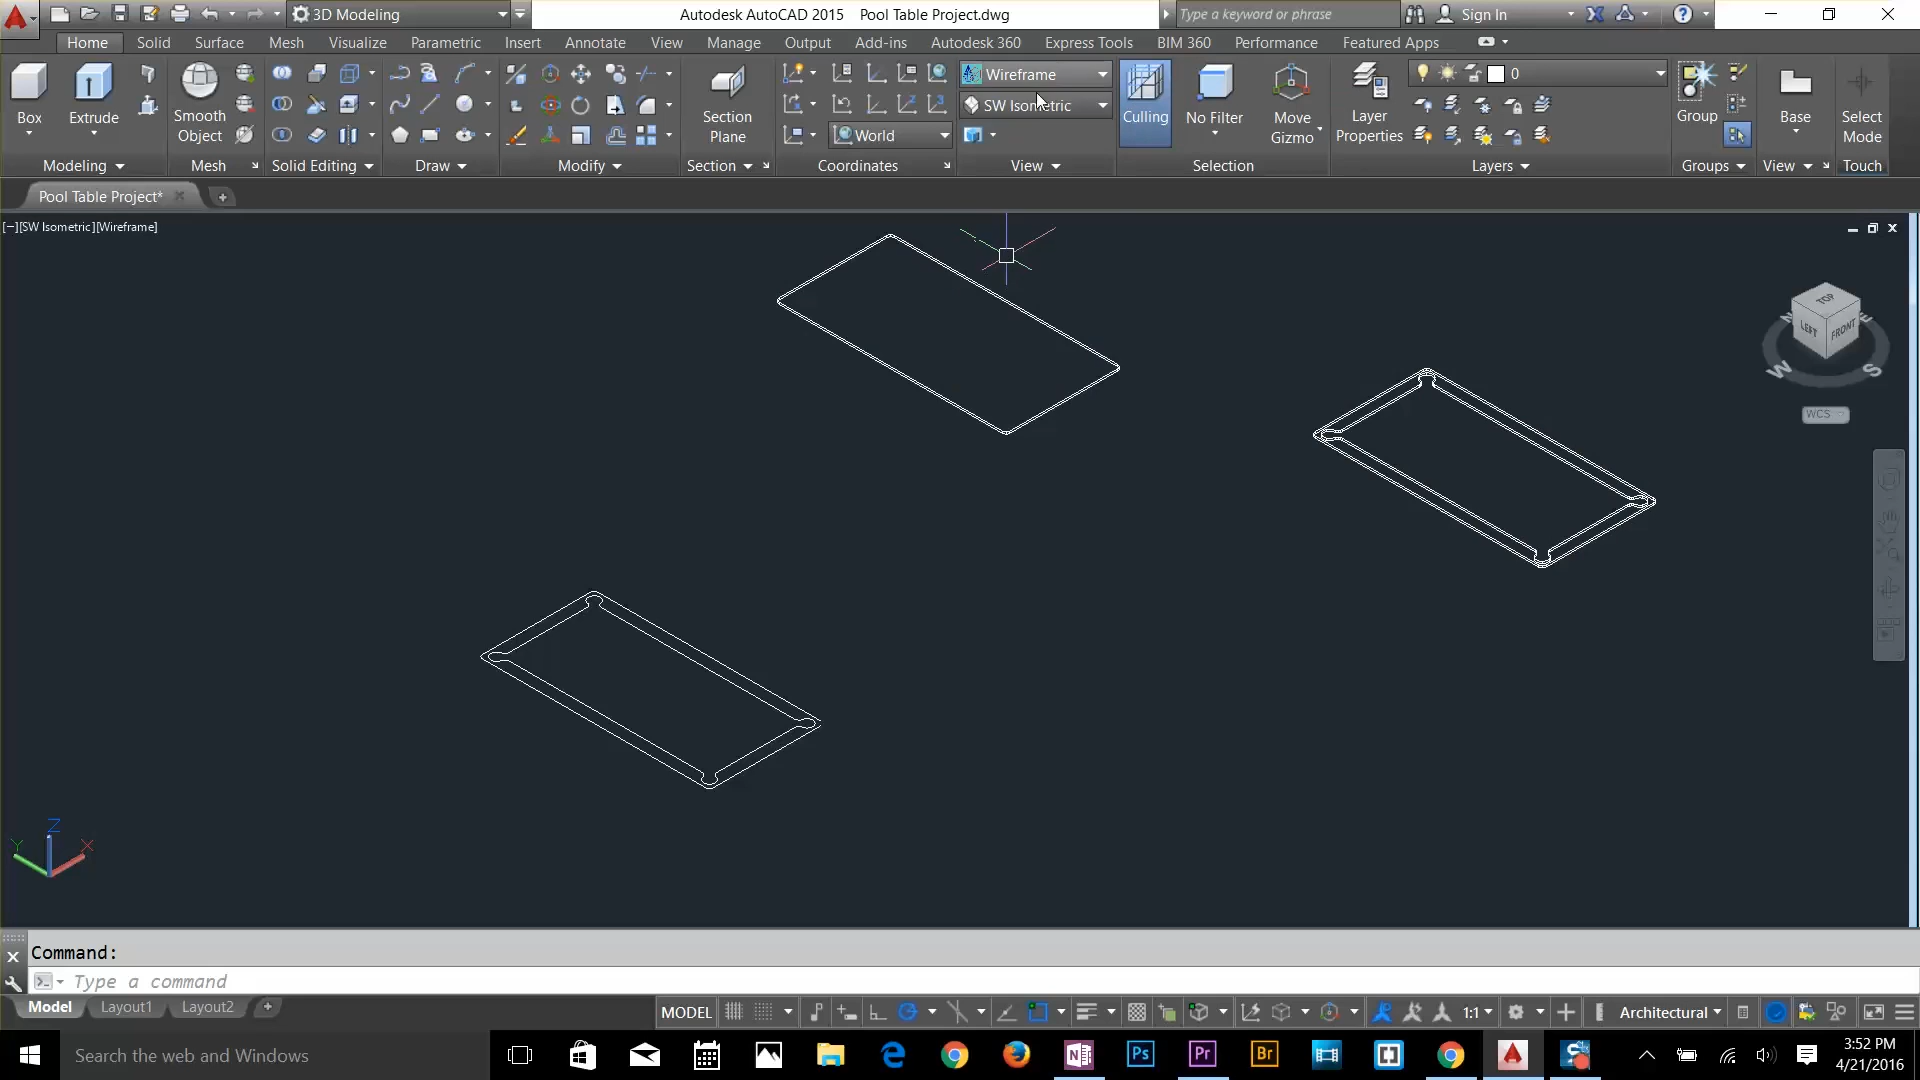 3D Modeling
Autodesk AutoCAD 2015 Pool Table Project.dwg
Type a keyword or phrase
Sign In
Home Solid Surface Mesh Visualize Parametric Insert Annotate View Manage Output Add-ins Autodesk 360 Express Tools BIM 360 Performance Featured Apps
Wireframe
0
SW Isometric
Box
Extrude
Smooth
Object
Section
Plane
World
Culling
No Filter
Move
Gizmo
Layer
Properties
Group
Base
Select
Mode
Modeling
Mesh
Solid Editing
Draw
Modify
Section
Coordinates
View
Selection
Layers
Groups
View
Touch
Pool Table Project*
[−][SW Isometric][Wireframe]
TOP
LEFT
FRONT
N
E
W
S
WCS
Z
Y
X
Command:
Type a command
Model Layout1 Layout2
MODEL
1:1
Architectural
Search the web and Windows
Ps
Pr
Br
3:52 PM
4/21/2016